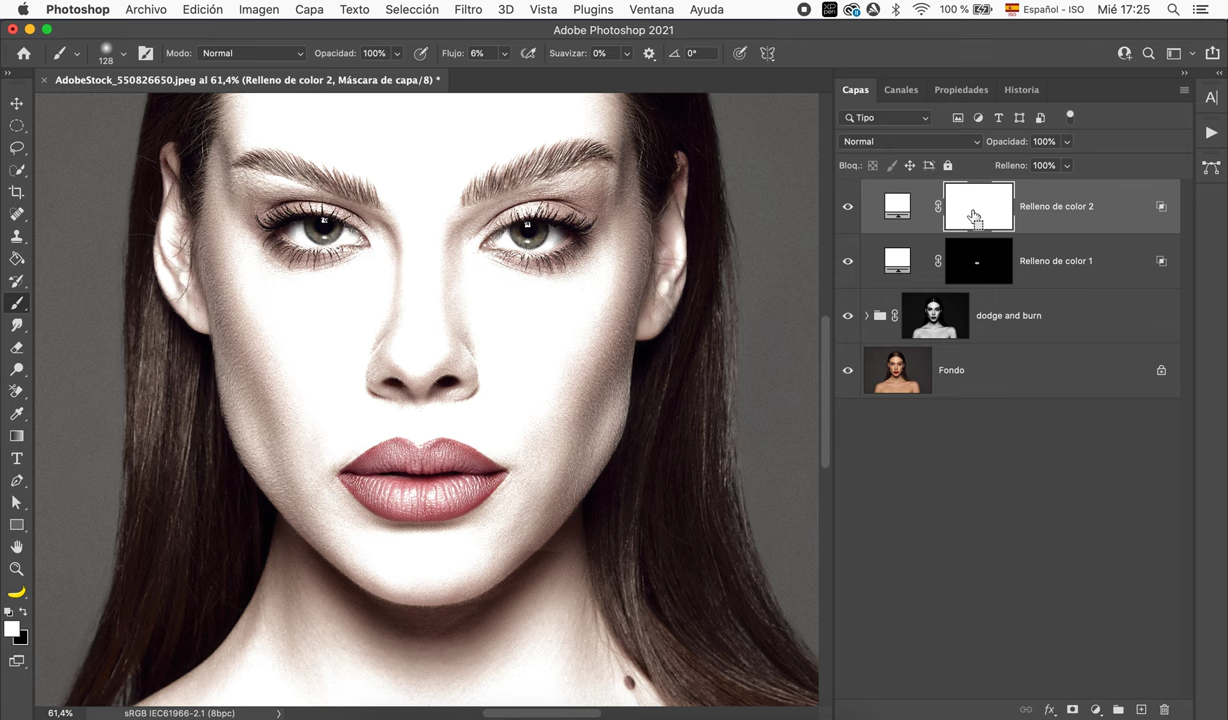 Photoshop Archivo Edición Imagen Capa Texto Selección Filtro 3D Vista Plugins Ventana Ayuda 100 % Español - ISO Mié 17:25
Adobe Photoshop 2021
128 Modo: Normal Opacidad: 100% Flujo: 6% Suavizar: 0% 0°
AdobeStock_550826650.jpeg al 61,4% (Relleno de color 2, Máscara de capa/8) *
Capas Canales Propiedades Historia
Tipo
Normal Opacidad: 100%
Bloq.: Relleno: 100%
Relleno de color 2
Relleno de color 1
dodge and burn
Fondo
61,4% sRGB IEC61966-2.1 (8bpc)